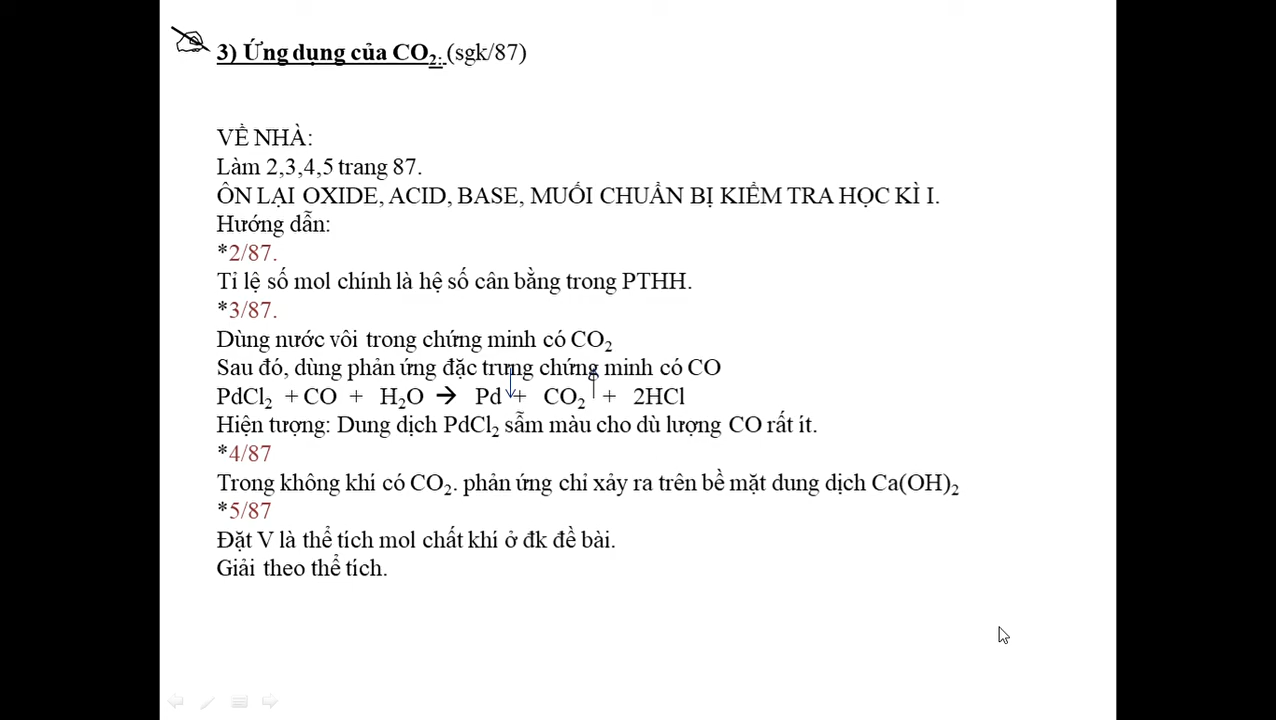 3) Ứng dụng của CO₂: (sgk/87)
VỀ NHÀ:
Làm 2,3,4,5 trang 87.
ÔN LẠI OXIDE, ACID, BASE, MUỐI CHUẨN BỊ KIỂM TRA HỌC KÌ I.
Hướng dẫn:
*2/87.
Tỉ lệ số mol chính là hệ số cân bằng trong PTHH.
*3/87.
Dùng nước vôi trong chứng minh có CO₂
Sau đó, dùng phản ứng đặc trưng chứng minh có CO
PdCl₂ + CO + H₂O → Pd↓ + CO₂↑ + 2HCl
Hiện tượng: Dung dịch PdCl₂ sẫm màu cho dù lượng CO rất ít.
*4/87
Trong không khí có CO₂. phản ứng chỉ xảy ra trên bề mặt dung dịch Ca(OH)₂
*5/87
Đặt V là thể tích mol chất khí ở đk đề bài.
Giải theo thể tích.